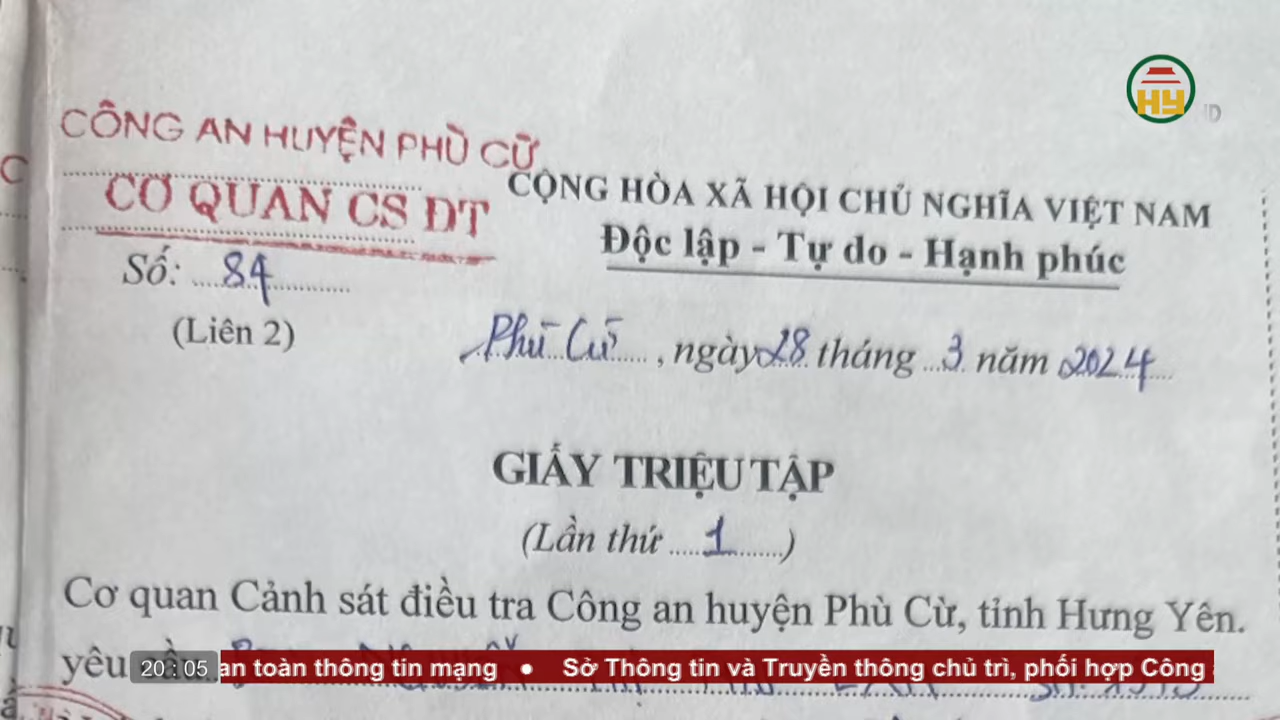 HY
CÔNG AN HUYỆN PHÙ CỪ
CƠ QUAN CS ĐT
CỘNG HÒA XÃ HỘI CHỦ NGHĨA VIỆT NAM
Độc lập - Tự do - Hạnh phúc
Số: 84
(Liên 2)
Phù Cừ, ngày 28 tháng 3 năm 2024
GIẤY TRIỆU TẬP
(Lần thứ 1)
Cơ quan Cảnh sát điều tra Công an huyện Phù Cừ, tỉnh Hưng Yên.
yêu
20:05 an toàn thông tin mạng • Sở Thông tin và Truyền thông chủ trì, phối hợp Công